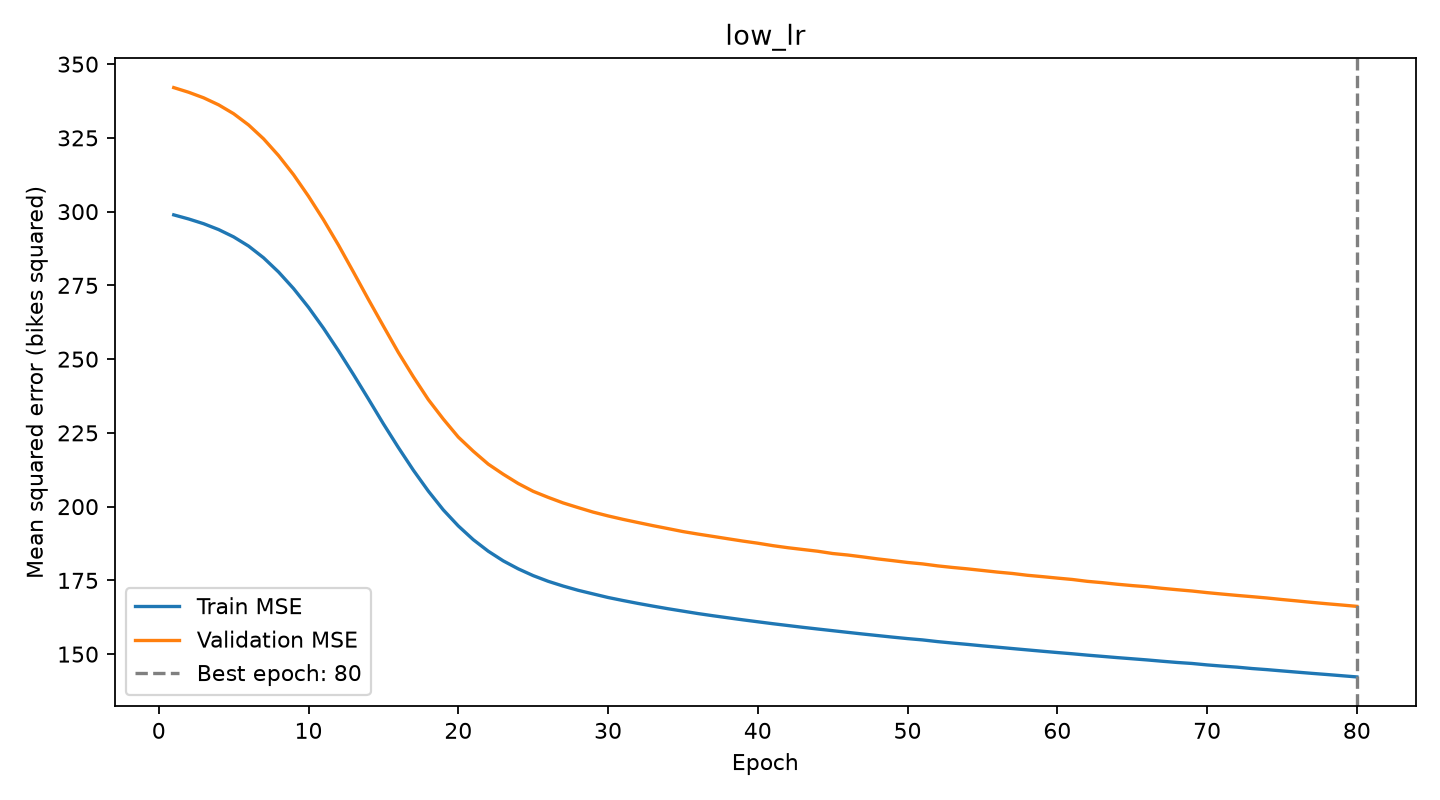 low_lr
350
325
300
275
250
225
200
175
150
Mean squared error (bikes squared)
Train MSE
Validation MSE
Best epoch: 80
0 10 20 30 40 50 60 70 80
Epoch